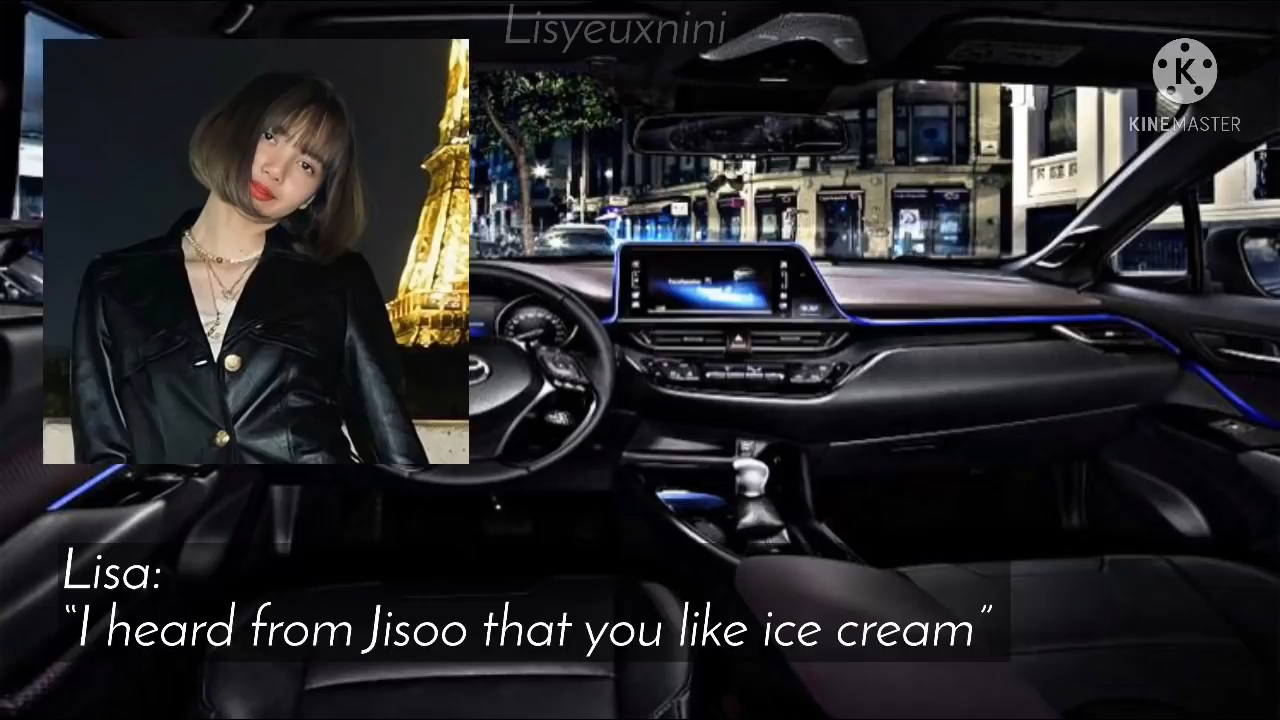 Lisyeuxnini
K
KINEMASTER
Lisa:
“I heard from Jisoo that you like ice cream”